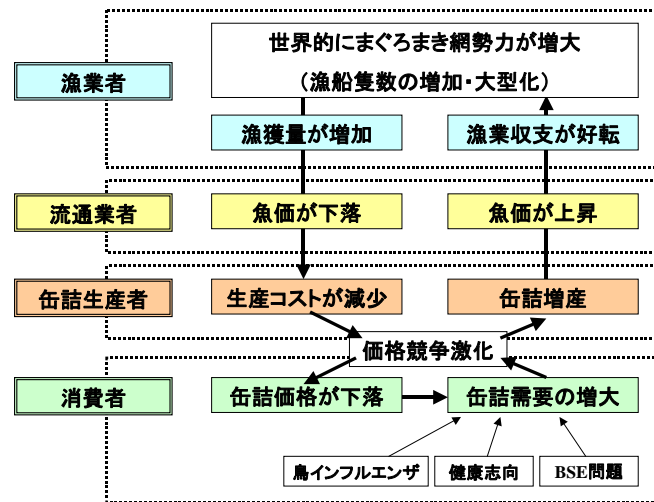 世界的にまぐろまき網勢力が増大
（漁船隻数の増加・大型化）
漁業者
漁獲量が増加
漁業収支が好転
流通業者
魚価が下落
魚価が上昇
缶詰生産者
生産コストが減少
缶詰増産
価格競争激化
消費者
缶詰価格が下落
缶詰需要の増大
鳥インフルエンザ
健康志向
BSE問題